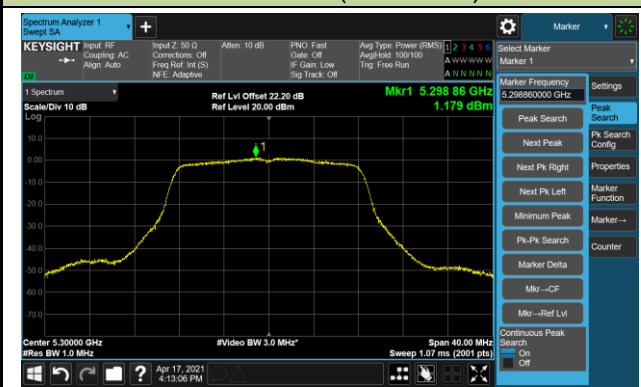 Spectrum Analyzer 1
Swept SA
Marker
KEYSIGHT
Input: RF
Coupling: AC
Align: Auto
Input Z: 50 Ω
Corrections: Off
Freq Ref: Int (S)
NFE: Adaptive
Atten: 10 dB
PNO: Fast
Gate: Off
IF Gain: Low
Sig Track: Off
Avg Type: Power (RMS)
Avg|Hold: 100/100
Trig: Free Run
1 2 3 4 5 6
A W W W W W
A N N N N N
LXI
Select Marker
Marker 1
1 Spectrum
Scale/Div 10 dB
Log
Ref Lvl Offset 22.20 dB
Ref Level 20.00 dBm
Mkr1 5.298 86 GHz
1.179 dBm
1
10.0
0.00
-10.0
-20.0
-30.0
-40.0
-50.0
-60.0
-70.0
Center 5.30000 GHz
#Res BW 1.0 MHz
#Video BW 3.0 MHz*
Span 40.00 MHz
Sweep 1.07 ms (2001 pts)
Marker Frequency
5.298860000 GHz
Peak Search
Next Peak
Next Pk Right
Next Pk Left
Minimum Peak
Pk-Pk Search
Marker Delta
Mkr→CF
Mkr→Ref Lvl
Continuous Peak
Search
On
Off
Settings
Peak
Search
Pk Search
Config
Properties
Marker
Function
Marker→
Counter
?
Apr 17, 2021
4:13:06 PM